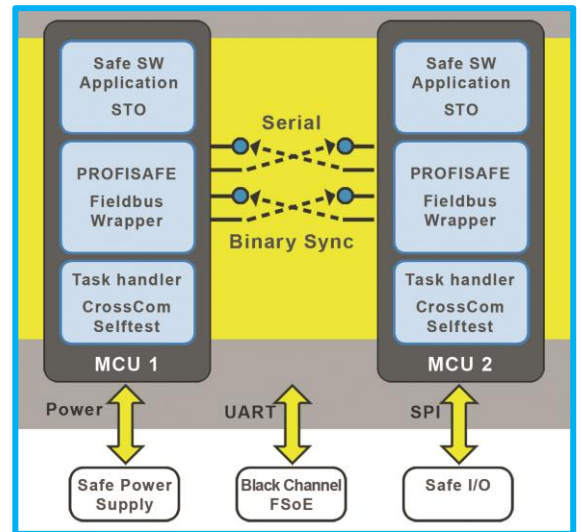 Safe SW
Application
STO
PROFISAFE
Fieldbus
Wrapper
Task handler
CrossCom
Selftest
MCU 1
Serial
Binary Sync
Safe SW
Application
STO
PROFISAFE
Fieldbus
Wrapper
Task handler
CrossCom
Selftest
MCU 2
Power
UART
SPI
Safe Power
Supply
Black Channel
FSoE
Safe I/O